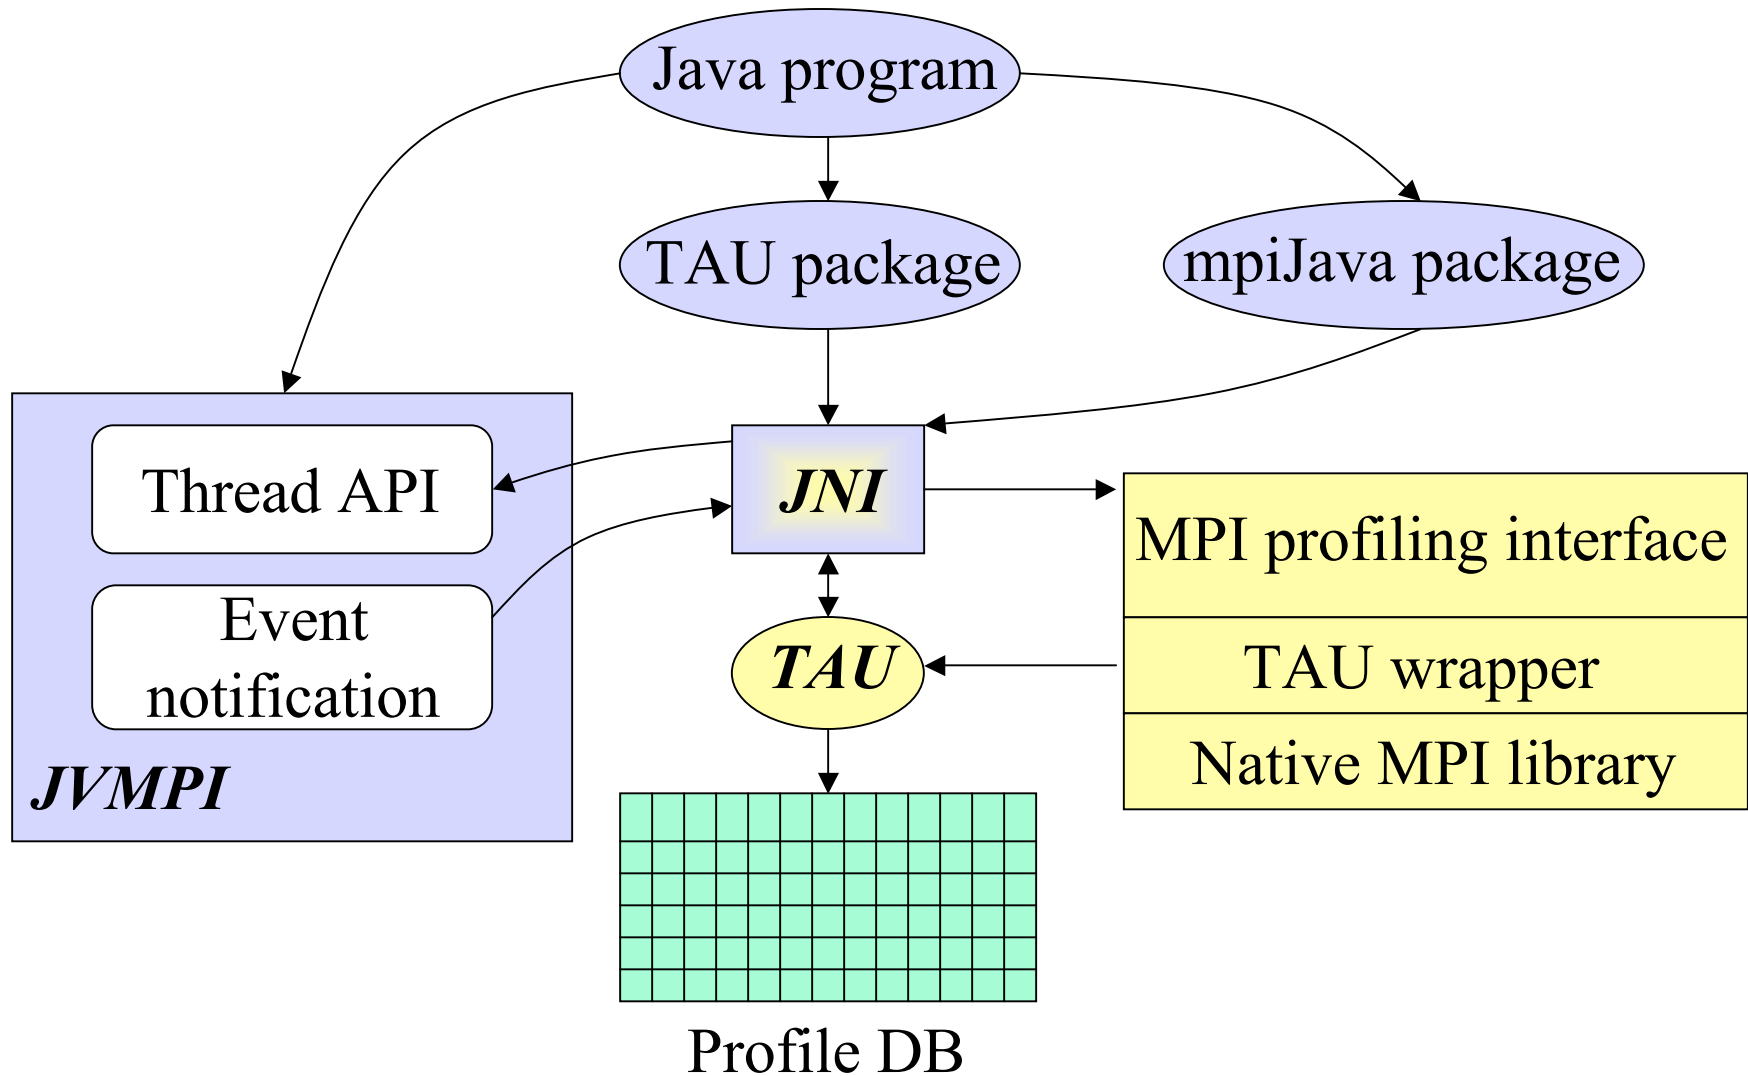 Java program
TAU package
mpiJava package
Thread API
JNI
MPI profiling interface
Event
notification
TAU
TAU wrapper
Native MPI library
JVMPI
Profile DB